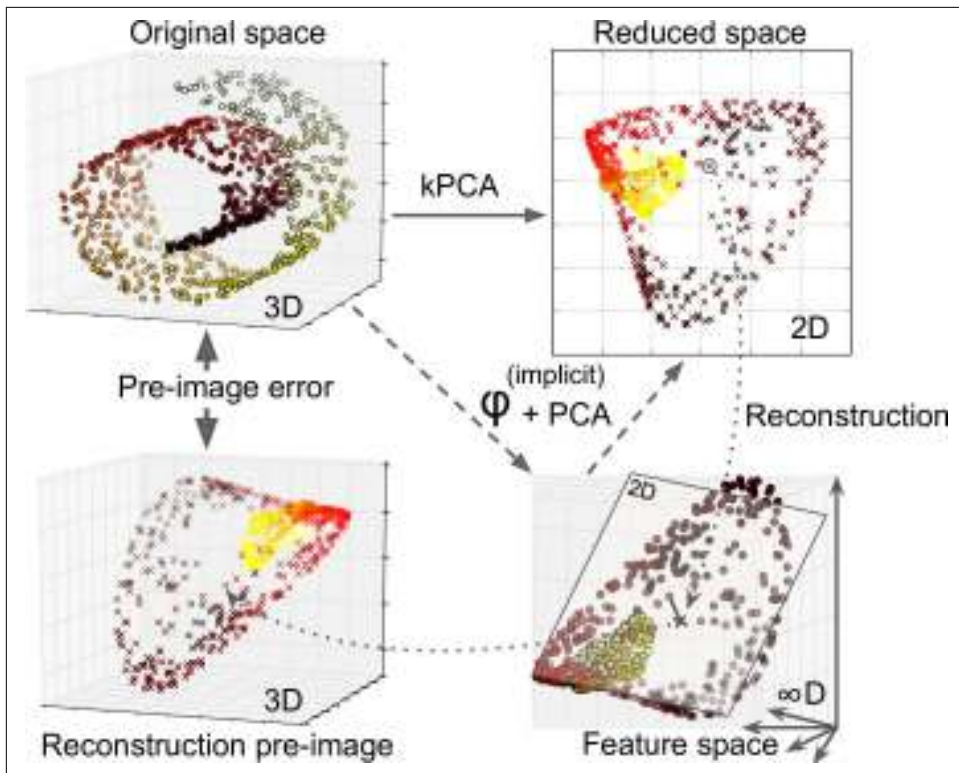 Original space
Reduced space
kPCA
3D
2D
Pre-image error
(implicit)
φ + PCA
Reconstruction
2D
3D
∞ D
Reconstruction pre-image
Feature space